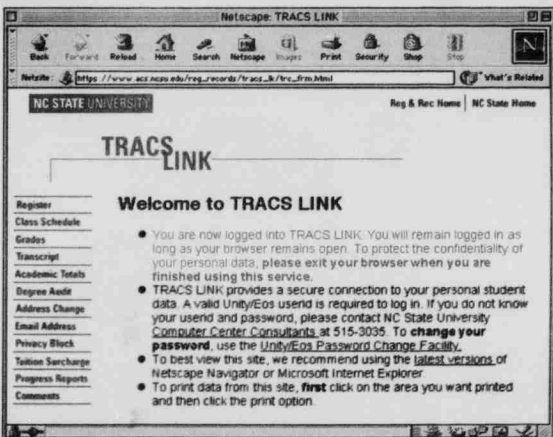 Netscape: TRACS LINK
Back Forward Reload Home Search Netscape Images Print Security Shop Stop
N
Netsite: https://www.acs.ncsu.edu/reg_records/tracs_lk/trc_frm.html What's Related
NC STATE UNIVERSITY Reg & Rec Home NC State Home
TRACS
LINK
Register
Class Schedule
Grades
Transcript
Academic Totals
Degree Audit
Address Change
Email Address
Privacy Block
Tuition Surcharge
Progress Reports
Comments
Welcome to TRACS LINK
You are now logged into TRACS LINK. You will remain logged in as
long as your browser remains open. To protect the confidentiality of
your personal data, please exit your browser when you are
finished using this service.
TRACS LINK provides a secure connection to your personal student
data. A valid Unity/Eos userid is required to log in. If you do not know
your userid and password, please contact NC State University
Computer Center Consultants at 515-3035. To change your
password, use the Unity/Eos Password Change Facility.
To best view this site, we recommend using the latest versions of
Netscape Navigator or Microsoft Internet Explorer
To print data from this site, first click on the area you want printed
and then click the print option.